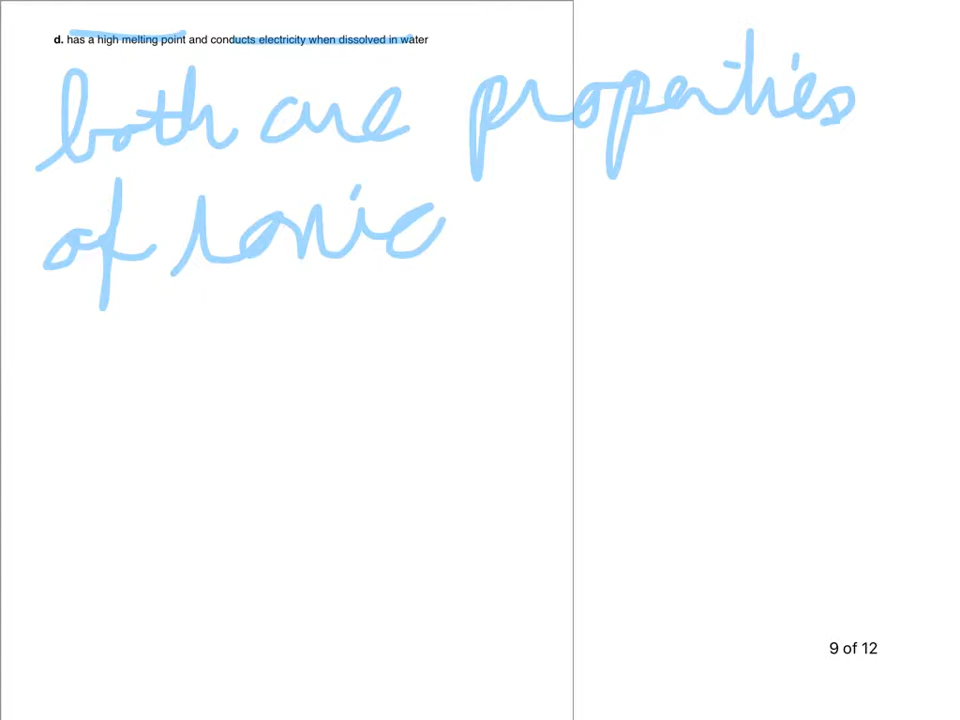 d. has a high melting point and conducts electricity when dissolved in water
both are properties
of ionic
9 of 12